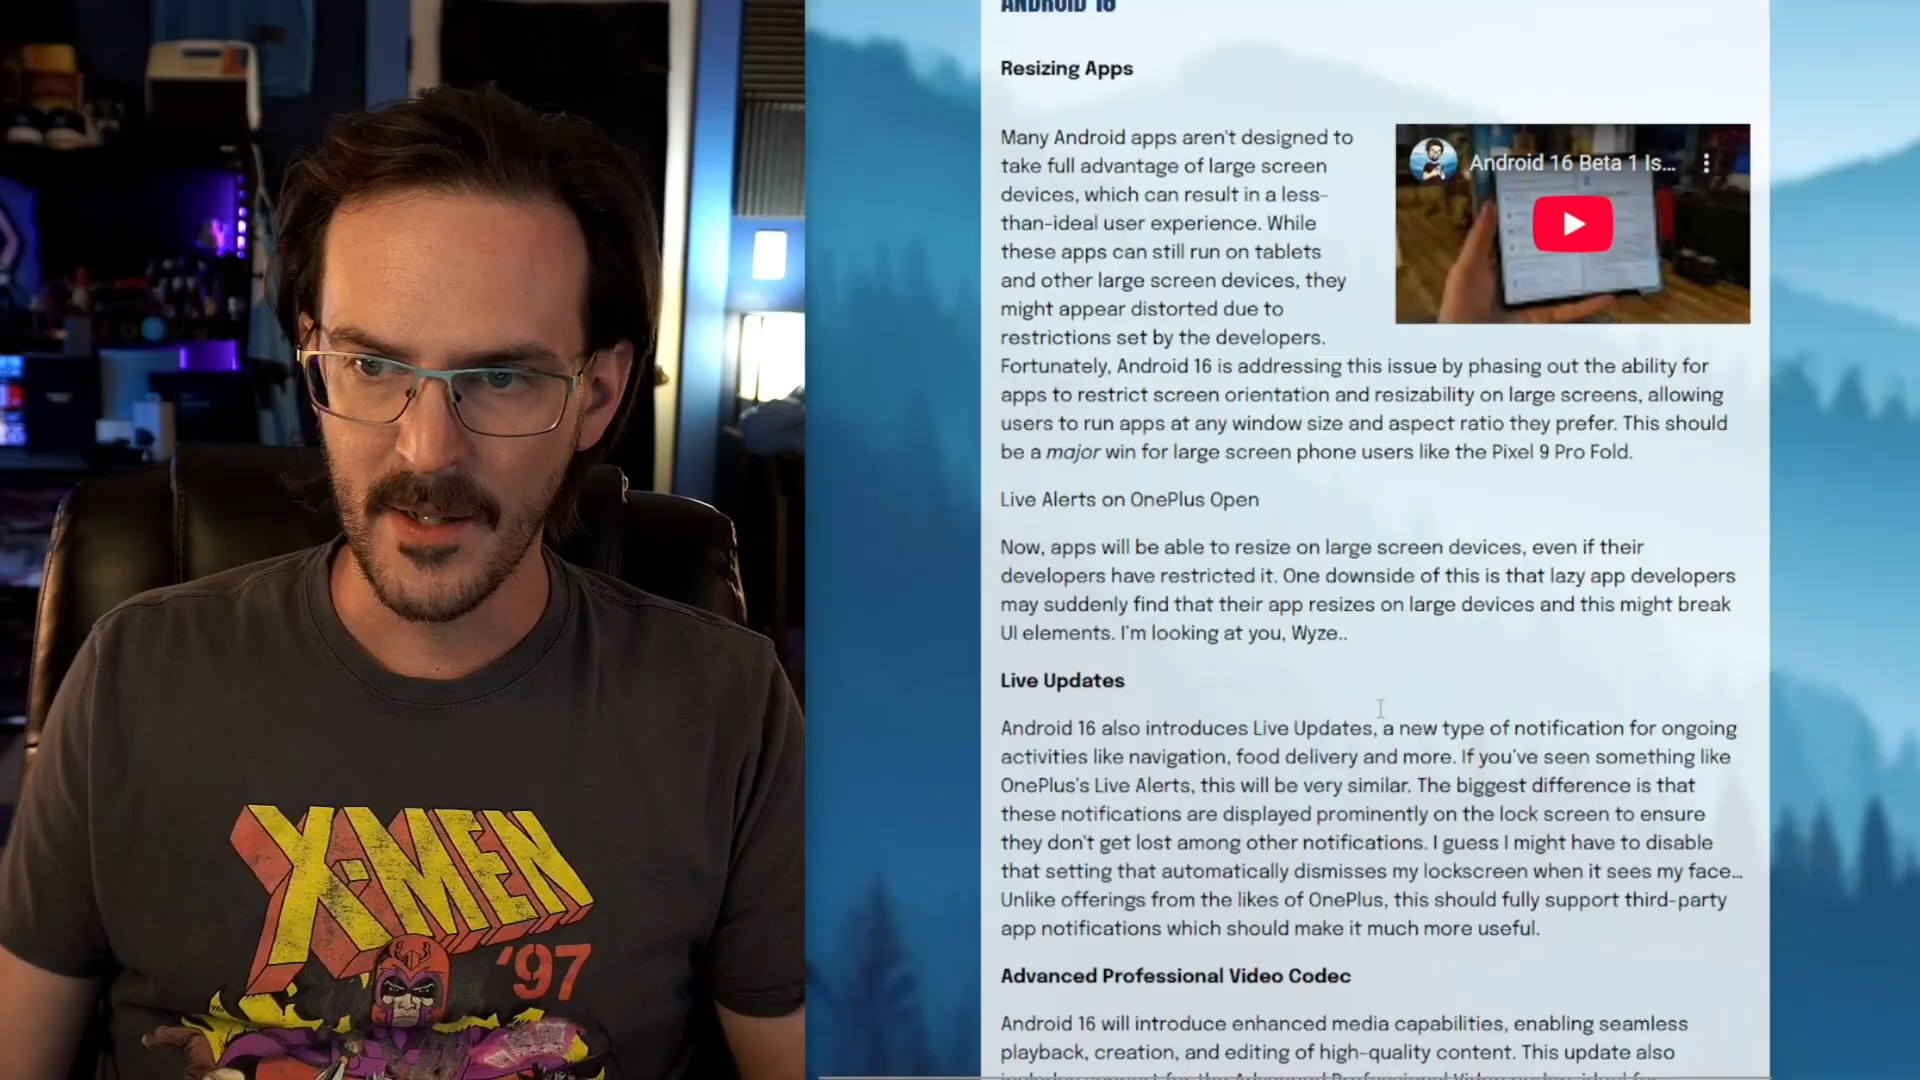 ANDROID 16
Resizing Apps
Many Android apps aren't designed to
take full advantage of large screen
devices, which can result in a less-
than-ideal user experience. While
these apps can still run on tablets
and other large screen devices, they
might appear distorted due to
restrictions set by the developers.
Android 16 Beta 1 Is...
Fortunately, Android 16 is addressing this issue by phasing out the ability for
apps to restrict screen orientation and resizability on large screens, allowing
users to run apps at any window size and aspect ratio they prefer. This should
be a major win for large screen phone users like the Pixel 9 Pro Fold.
Live Alerts on OnePlus Open
Now, apps will be able to resize on large screen devices, even if their
developers have restricted it. One downside of this is that lazy app developers
may suddenly find that their app resizes on large devices and this might break
UI elements. I'm looking at you, Wyze..
Live Updates
Android 16 also introduces Live Updates, a new type of notification for ongoing
activities like navigation, food delivery and more. If you've seen something like
OnePlus's Live Alerts, this will be very similar. The biggest difference is that
these notifications are displayed prominently on the lock screen to ensure
they don't get lost among other notifications. I guess I might have to disable
that setting that automatically dismisses my lockscreen when it sees my face...
Unlike offerings from the likes of OnePlus, this should fully support third-party
app notifications which should make it much more useful.
Advanced Professional Video Codec
Android 16 will introduce enhanced media capabilities, enabling seamless
playback, creation, and editing of high-quality content. This update also
X-MEN
'97